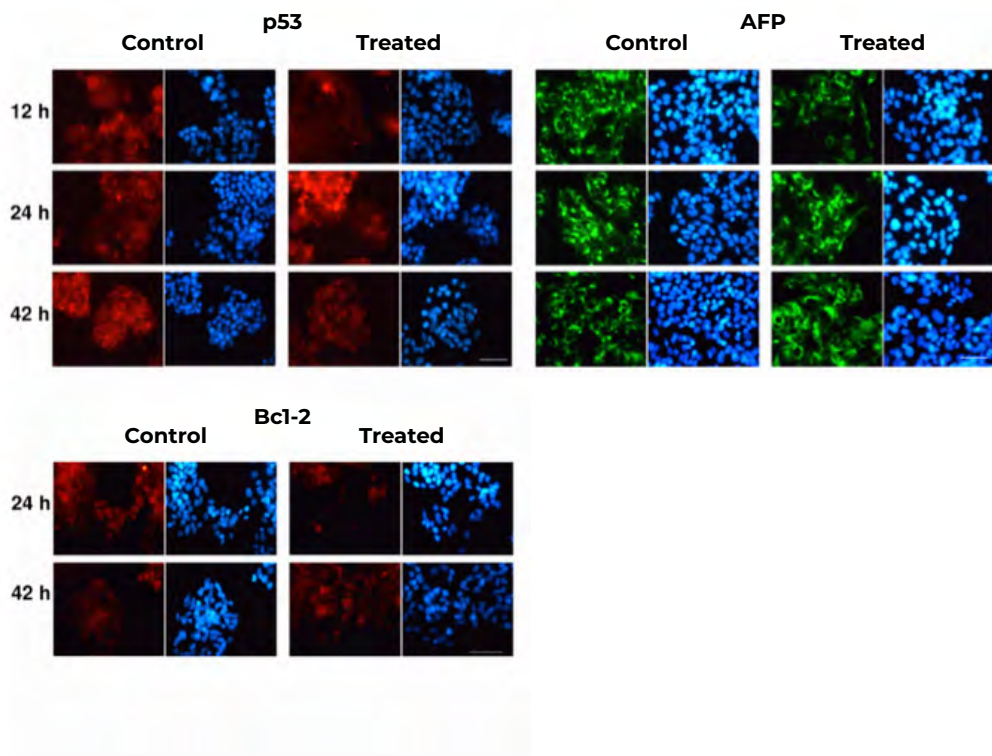 p53
Control Treated
12 h
24 h
42 h
AFP
Control Treated
Bc1-2
Control Treated
24 h
42 h